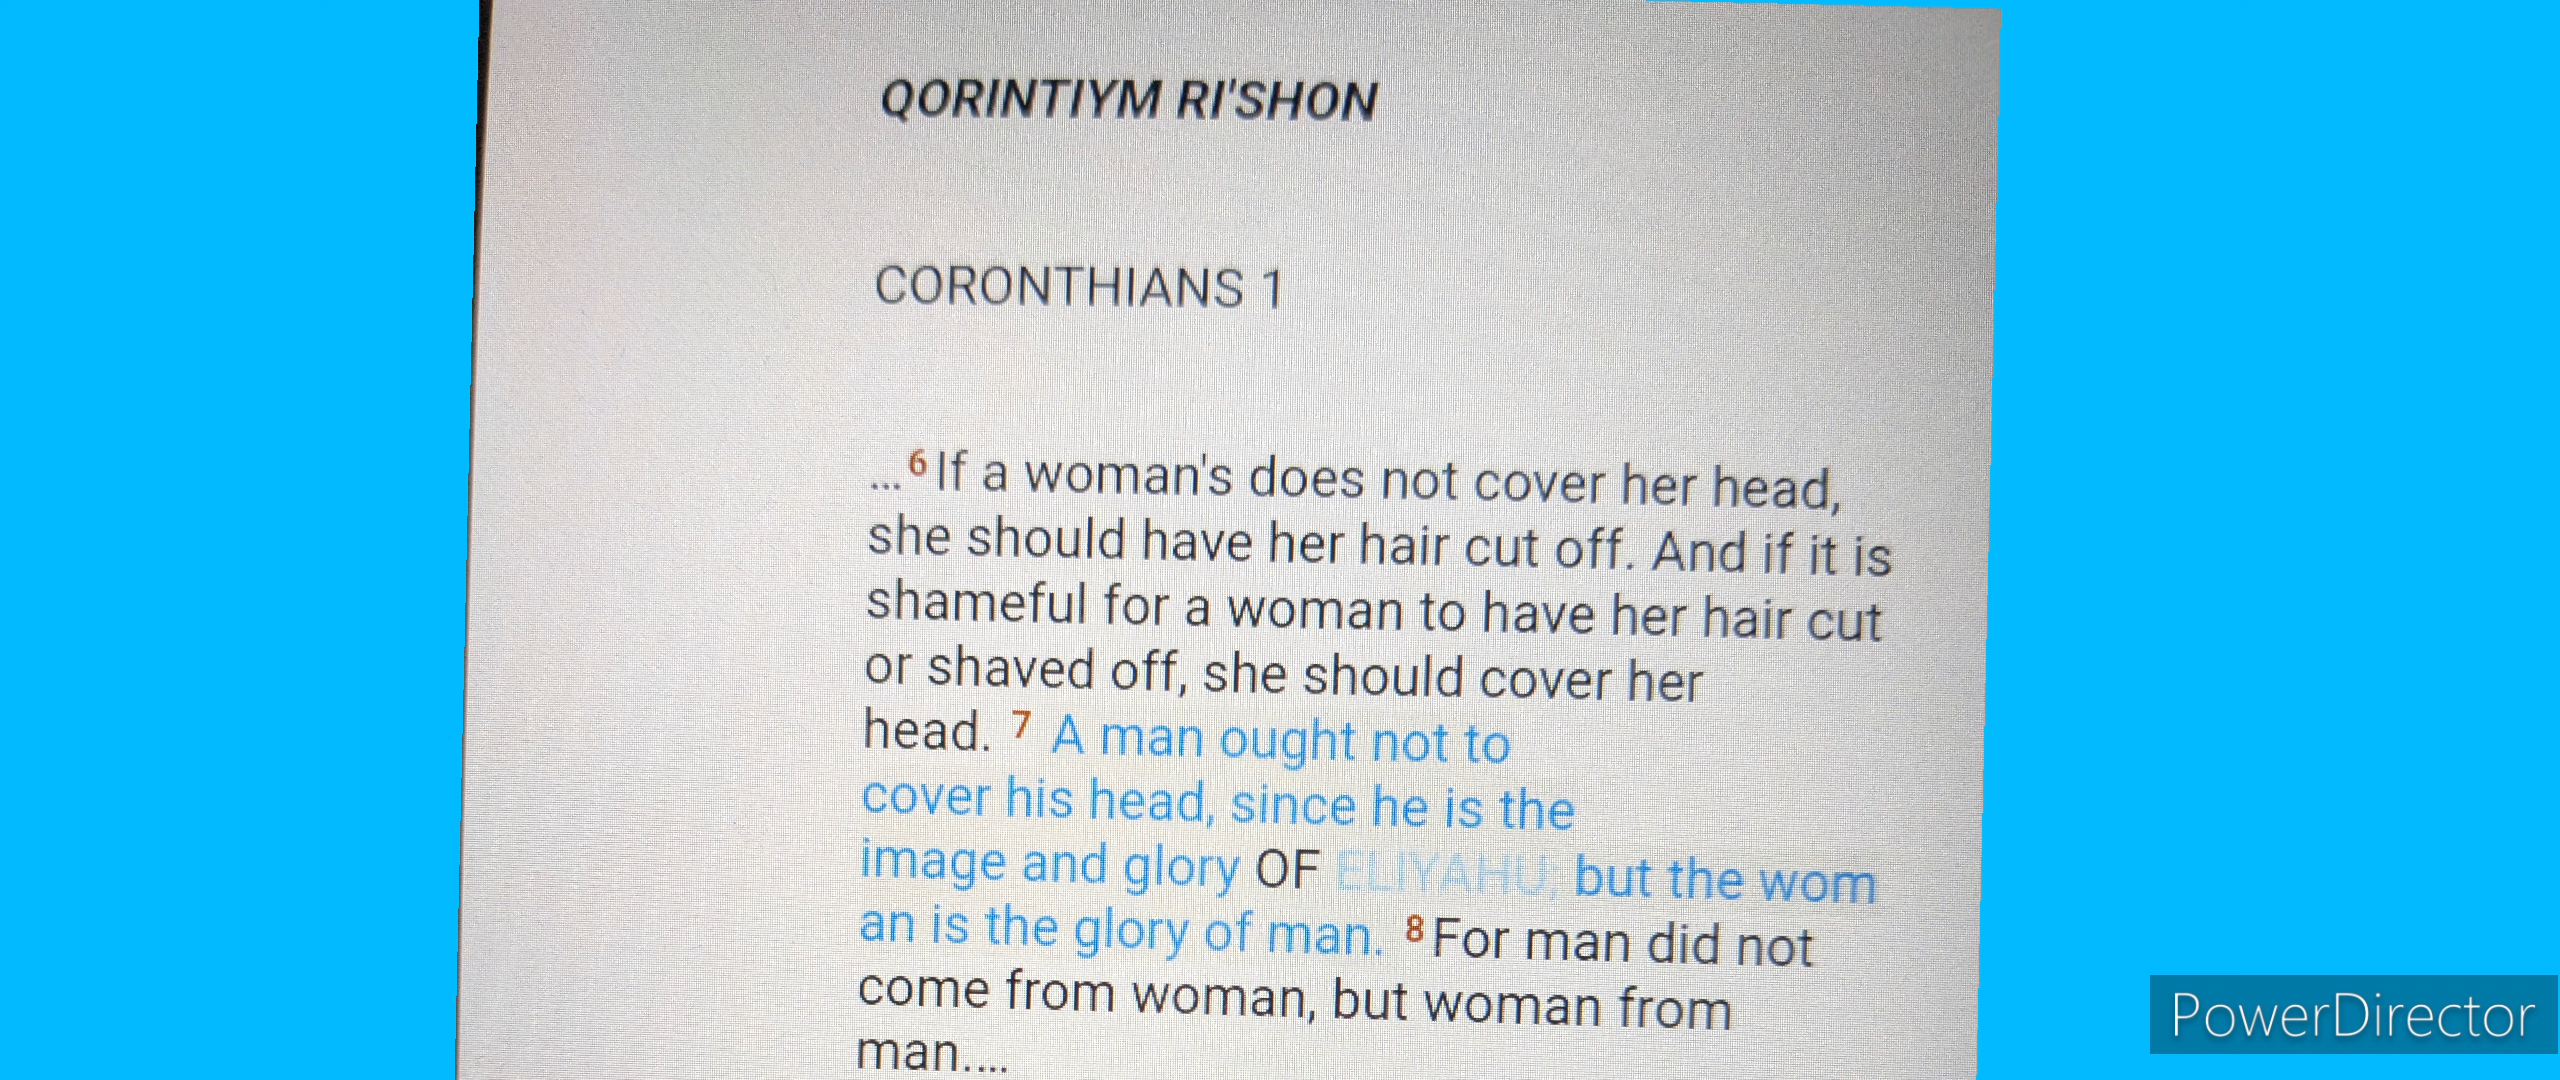 QORINTIYM RI'SHON
CORONTHIANS 1
...6 If a woman's does not cover her head,
she should have her hair cut off. And if it is
shameful for a woman to have her hair cut
or shaved off, she should cover her
head. 7 A man ought not to
cover his head, since he is the
image and glory OF ELIYAHU; but the wom
an is the glory of man. 8 For man did not
come from woman, but woman from
man....
PowerDirector